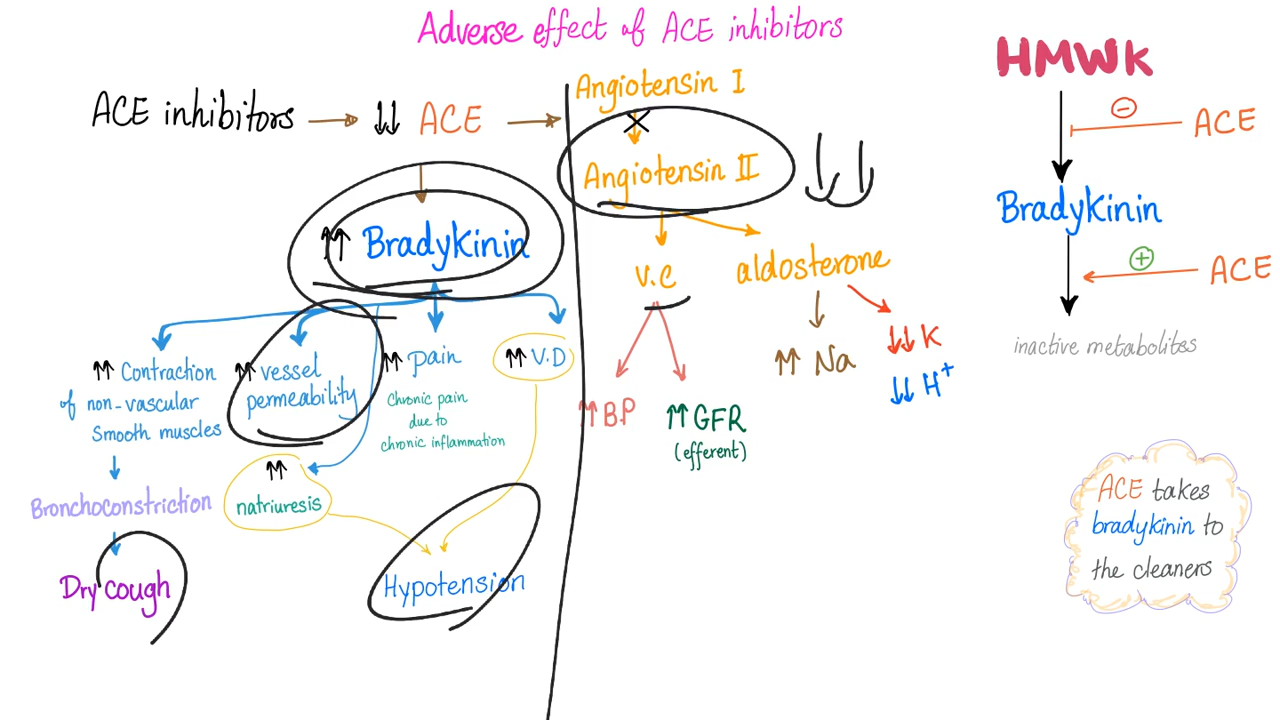 Adverse effect of ACE inhibitors
ACE inhibitors → ↓↓ ACE →
↑↑ Bradykinin
↑↑ Contraction
of non-vascular
Smooth muscles
Bronchoconstriction
Dry cough
↑↑ vessel
permeability
↑↑
natriuresis
↑↑ pain
Chronic pain
due to
chronic inflammation
↑↑ V.D
Hypotension
Angiotensin I
Angiotensin II ↓↓
V.C
↑BP
↑↑ GFR
(efferent)
aldosterone
↑↑ Na
↓↓ K
↓↓ H+
HMWK
⊖
ACE
Bradykinin
⊕
ACE
inactive metabolites
ACE takes
bradykinin to
the cleaners